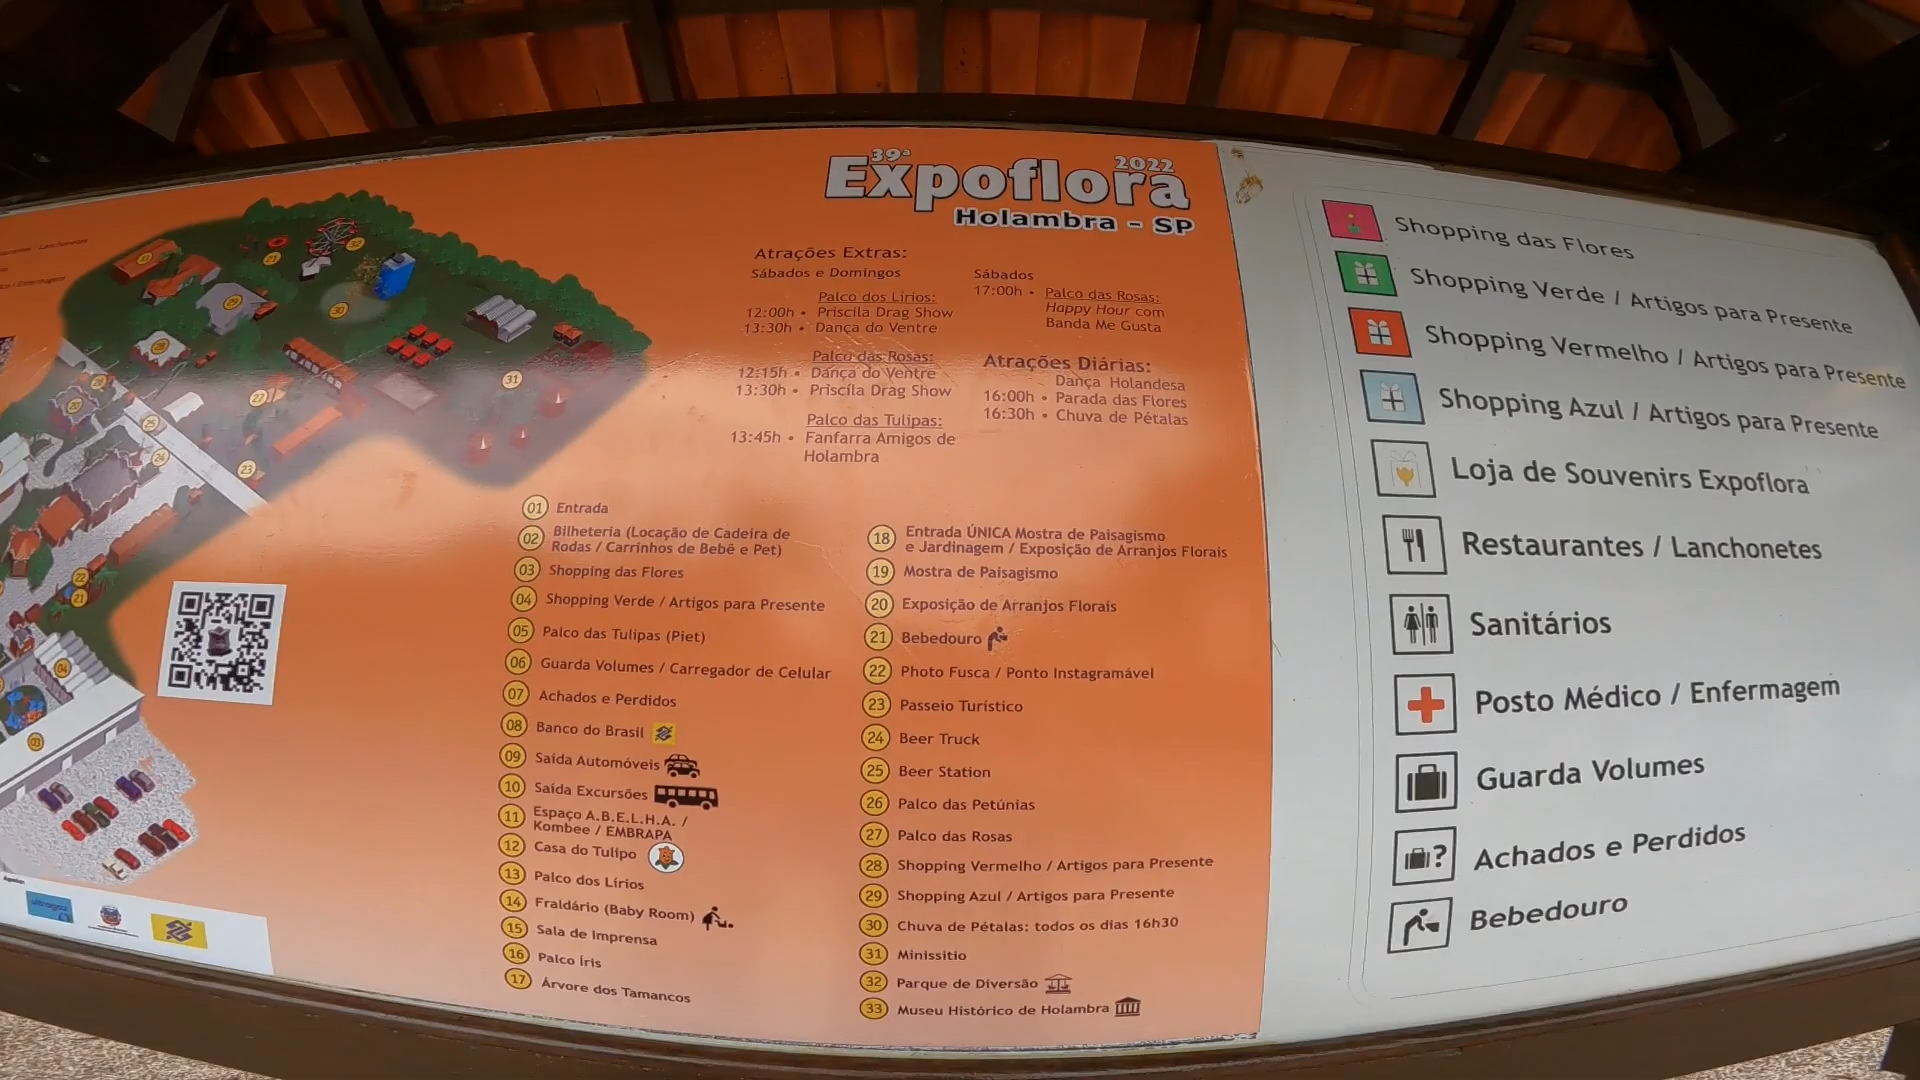 39ª
2022
Expoflora
Holambra - SP
Atrações Extras:
Sábados e Domingos
Palco dos Lírios:
12:00h • Priscila Drag Show
13:30h • Dança do Ventre
Palco das Rosas:
12:15h • Dança do Ventre
13:30h • Priscila Drag Show
Palco das Tulipas:
13:45h • Fanfarra Amigos de
Holambra
Sábados
17:00h • Palco das Rosas:
Happy Hour com
Banda Me Gusta
Atrações Diárias:
Dança Holandesa
16:00h • Parada das Flores
16:30h • Chuva de Pétalas
01 Entrada
02 Bilheteria (Locação de Cadeira de
Rodas / Carrinhos de Bebê e Pet)
03 Shopping das Flores
04 Shopping Verde / Artigos para Presente
05 Palco das Tulipas (Piet)
06 Guarda Volumes / Carregador de Celular
07 Achados e Perdidos
08 Banco do Brasil
09 Saída Automóveis
10 Saída Excursões
11 Espaço A.B.E.L.H.A. /
Kombee / EMBRAPA
12 Casa do Tulipo
13 Palco dos Lírios
14 Fraldário (Baby Room)
15 Sala de Imprensa
16 Palco Íris
17 Árvore dos Tamancos
18 Entrada ÚNICA Mostra de Paisagismo
e Jardinagem / Exposição de Arranjos Florais
19 Mostra de Paisagismo
20 Exposição de Arranjos Florais
21 Bebedouro
22 Photo Fusca / Ponto Instagramável
23 Passeio Turístico
24 Beer Truck
25 Beer Station
26 Palco das Petúnias
27 Palco das Rosas
28 Shopping Vermelho / Artigos para Presente
29 Shopping Azul / Artigos para Presente
30 Chuva de Pétalas: todos os dias 16h30
31 Minissitio
32 Parque de Diversão
33 Museu Histórico de Holambra
Shopping das Flores
Shopping Verde / Artigos para Presente
Shopping Vermelho / Artigos para Presente
Shopping Azul / Artigos para Presente
Loja de Souvenirs Expoflora
Restaurantes / Lanchonetes
Sanitários
Posto Médico / Enfermagem
Guarda Volumes
? Achados e Perdidos
Bebedouro